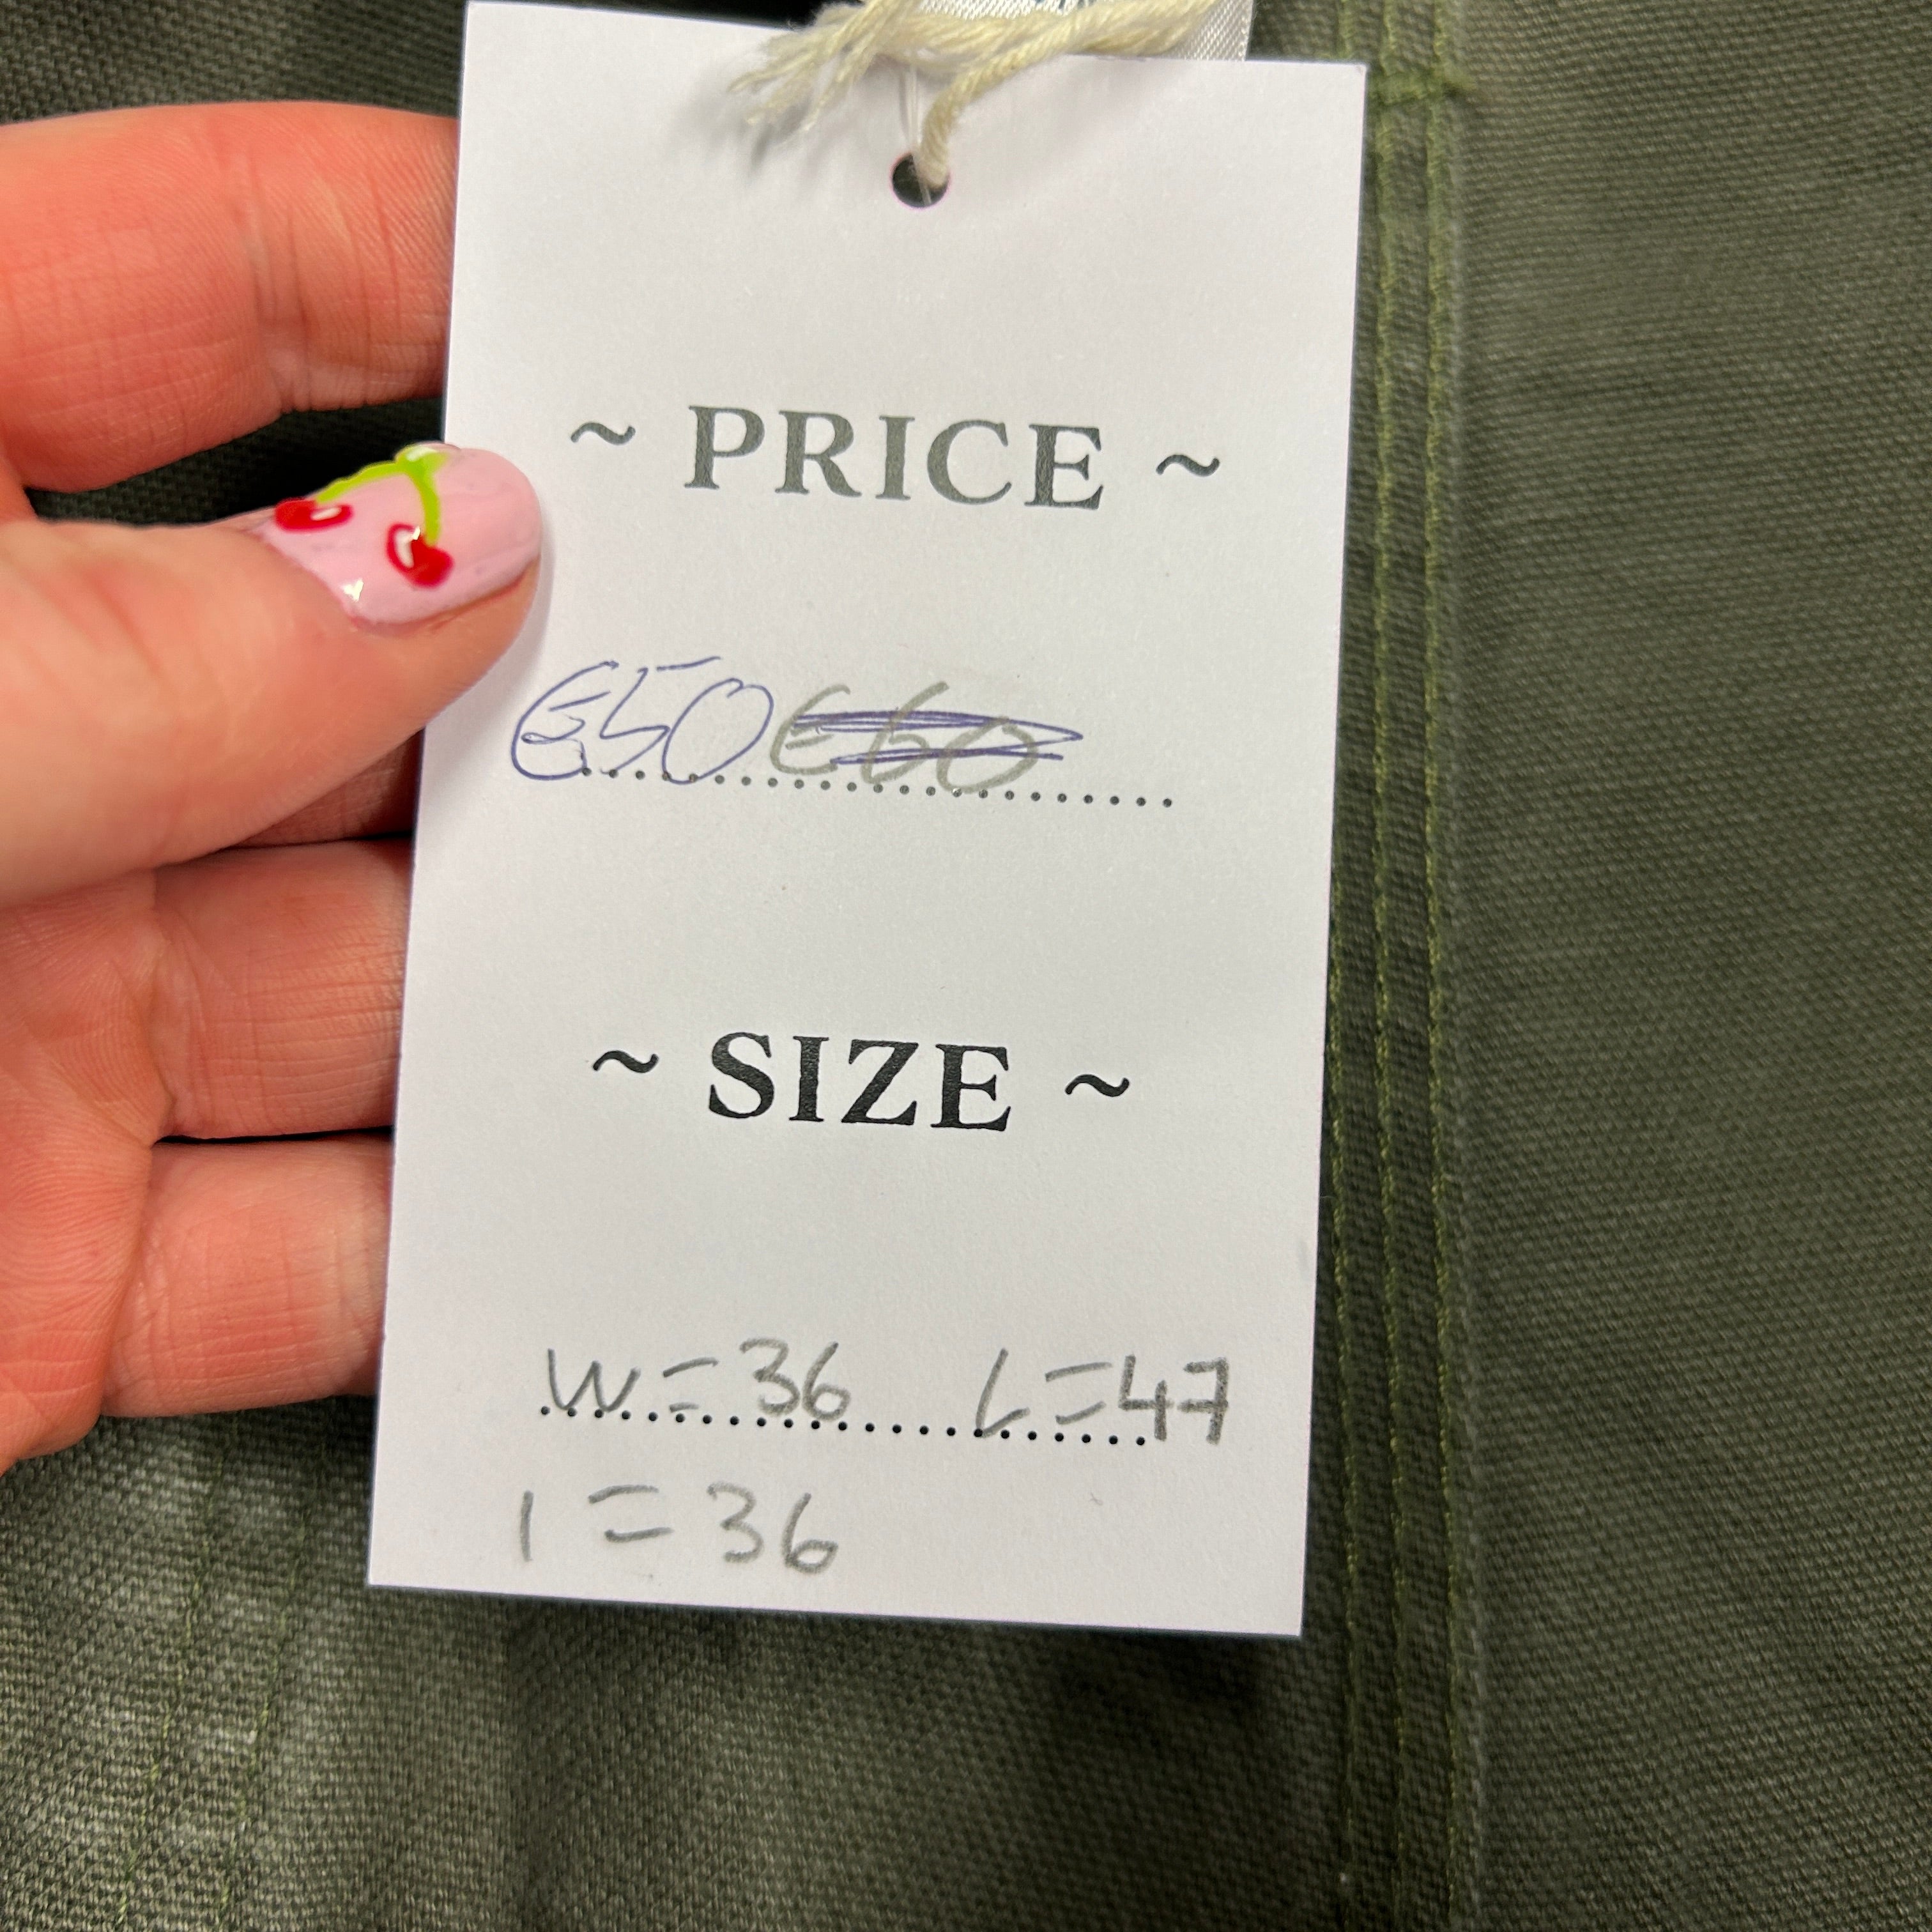 ~ PRICE ~
€50 €60
~ SIZE ~
W = 36 L = 47
I = 36